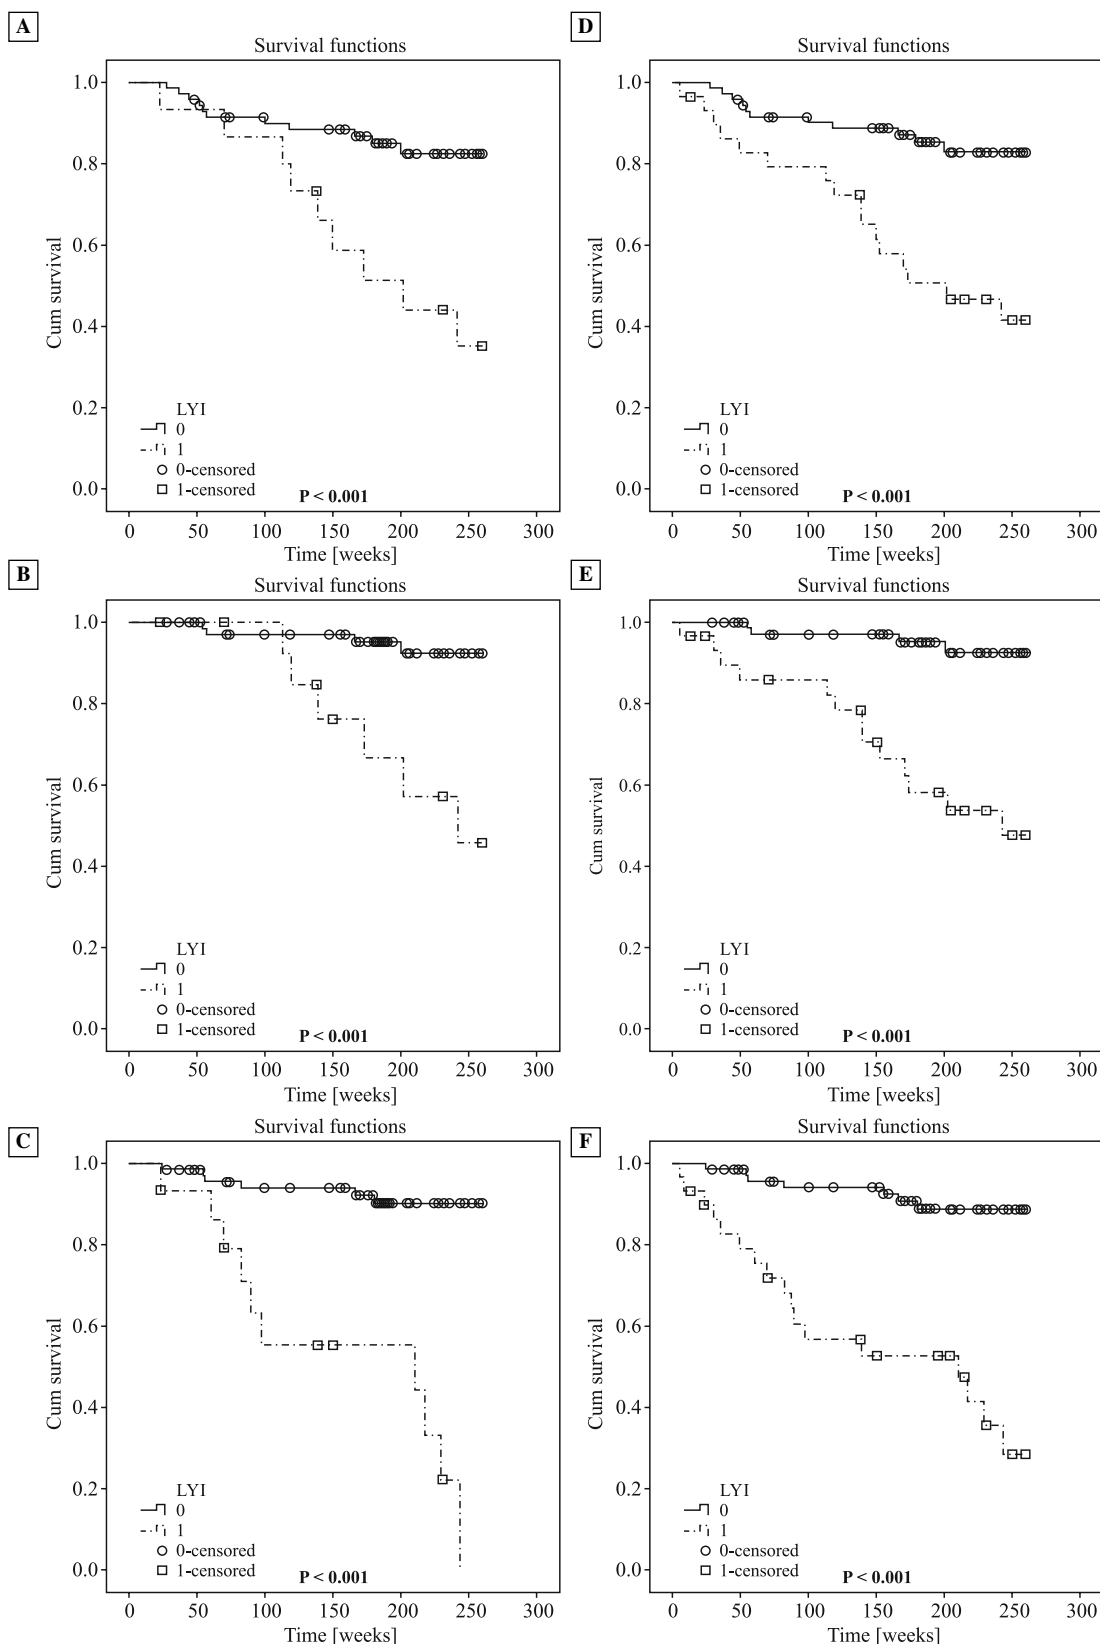 A
Survival functions
1.0
0.8
0.6
0.4
0.2
0.0
Cum survival
LYI
0
1
0-censored
1-censored
P < 0.001
0 50 100 150 200 250 300
Time [weeks]
D
Survival functions
1.0
0.8
0.6
0.4
0.2
0.0
Cum survival
LYI
0
1
0-censored
1-censored
P < 0.001
0 50 100 150 200 250 300
Time [weeks]
B
Survival functions
1.0
0.8
0.6
0.4
0.2
0.0
Cum survival
LYI
0
1
0-censored
1-censored
P < 0.001
0 50 100 150 200 250 300
Time [weeks]
E
Survival functions
1.0
0.8
0.6
0.4
0.2
0.0
Cum survival
LYI
0
1
0-censored
1-censored
P < 0.001
0 50 100 150 200 250 300
Time [weeks]
C
Survival functions
1.0
0.8
0.6
0.4
0.2
0.0
Cum survival
LYI
0
1
0-censored
1-censored
P < 0.001
0 50 100 150 200 250 300
Time [weeks]
F
Survival functions
1.0
0.8
0.6
0.4
0.2
0.0
Cum survival
LYI
0
1
0-censored
1-censored
P < 0.001
0 50 100 150 200 250 300
Time [weeks]